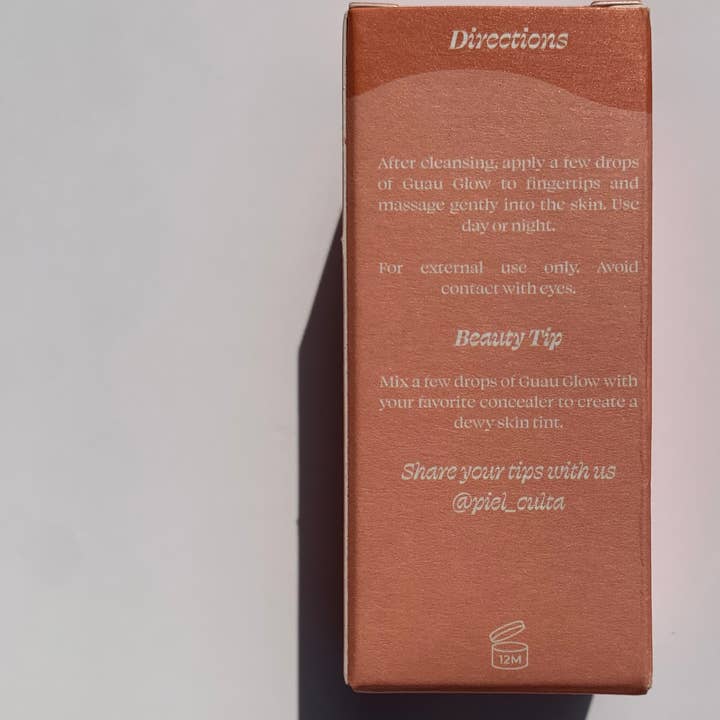 Directions
After cleansing, apply a few drops
of Guau Glow to fingertips and
massage gently into the skin. Use
day or night.
For external use only. Avoid
contact with eyes.
Beauty Tip
Mix a few drops of Guau Glow with
your favorite concealer to create a
dewy skin tint.
Share your tips with us
@piel_culta
12M